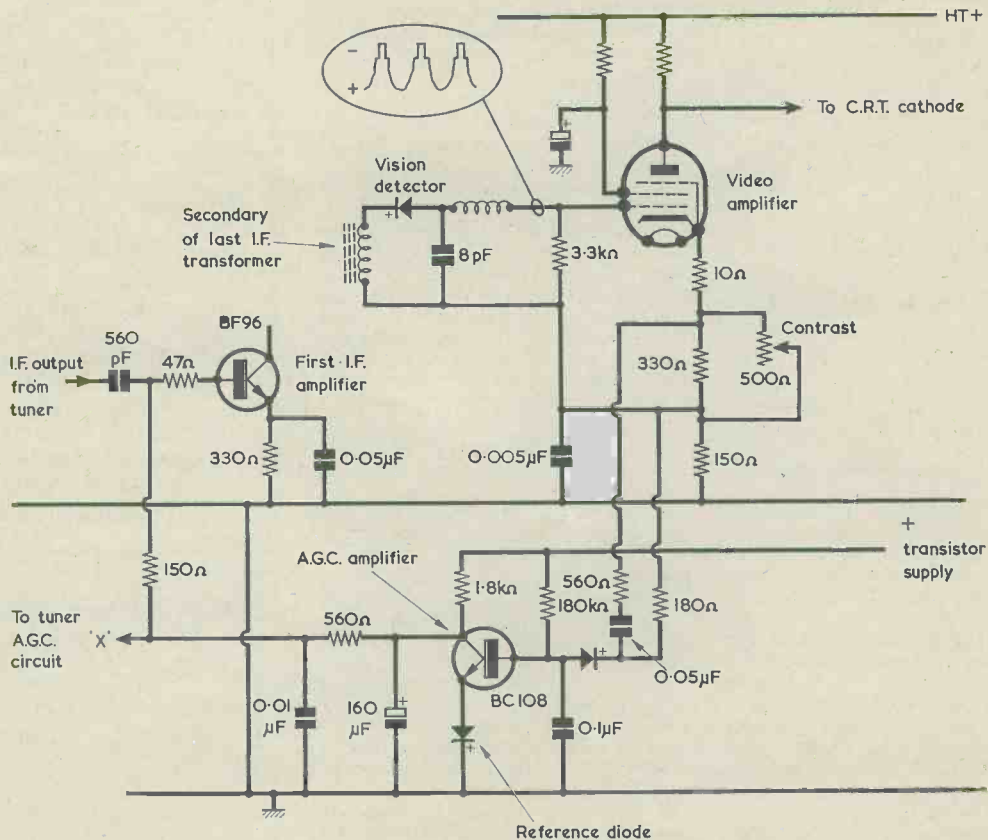 HT+
−
+
+
To C.R.T. cathode
Vision
detector
+
Video
amplifier
Secondary
of last I.F.
transformer
8pF
3.3kΩ
10Ω
BF96
560
pF
I.F. output
from
tuner
47Ω
First I.F.
amplifier
330Ω
Contrast
500Ω
330Ω
0.05µF
0.005µF
150Ω
+
transistor
supply
A.G.C. amplifier
150Ω
1.8kΩ
560Ω
180kΩ
180Ω
To tuner
A.G.C.
circuit
'X'
560Ω
+
0.05µF
BC108
0.01
µF
160
µF
+
0.1µF
+
Reference diode